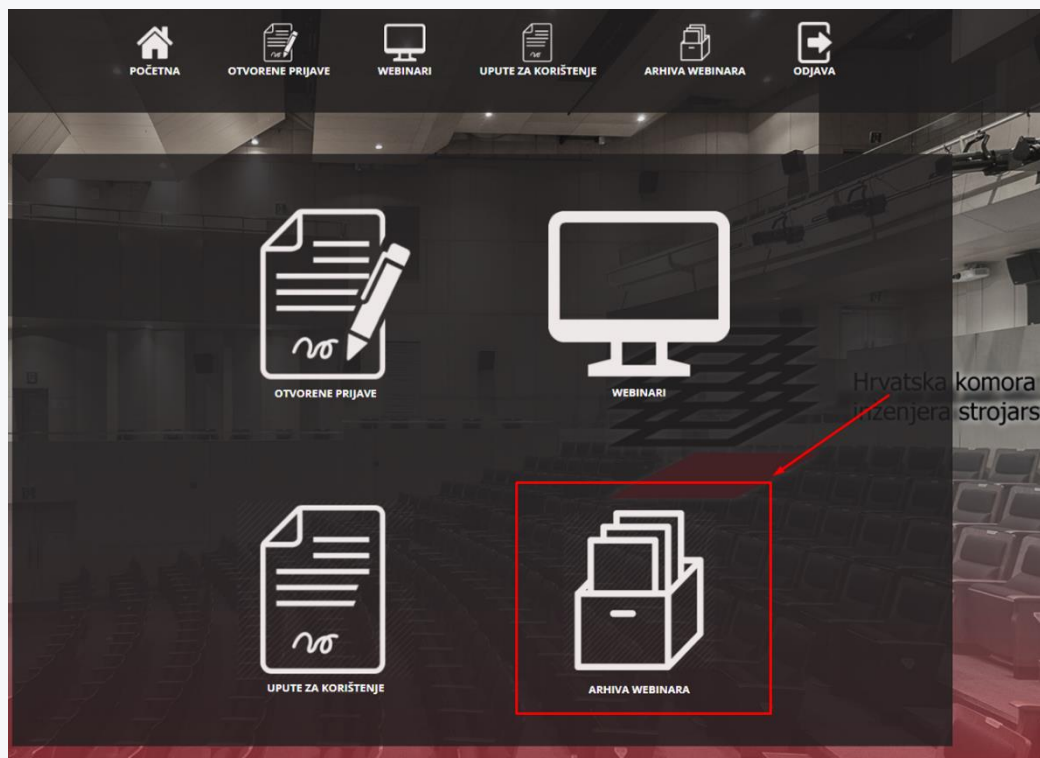 POČETNA
OTVORENE PRIJAVE
WEBINARI
UPUTE ZA KORIŠTENJE
ARHIVA WEBINARA
ODJAVA
OTVORENE PRIJAVE
WEBINARI
Hrvatska komora
inženjera strojars
UPUTE ZA KORIŠTENJE
ARHIVA WEBINARA